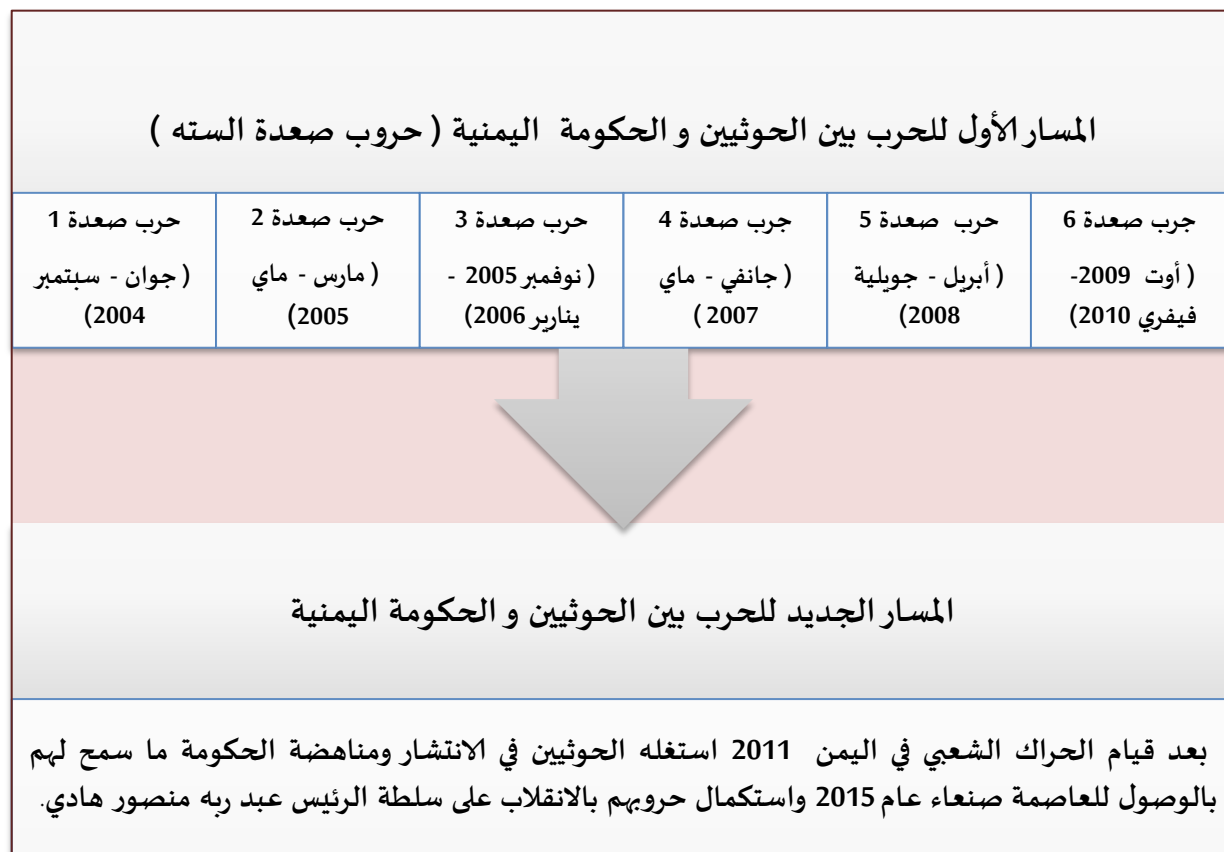 المسار الأول للحرب بين الحوثيين و الحكومة اليمنية ( حروب صعدة السته )
حرب صعدة 1
( جوان - سبتمبر
2004)
حرب صعدة 2
( مارس - ماي
2005)
حرب صعدة 3
( نوفمبر 2005 -
يناير 2006)
جرب صعدة 4
( جانفي - ماي
2007 )
حرب صعدة 5
( أبريل - جويلية
2008)
جرب صعدة 6
( أوت 2009-
فيفري 2010)
المسار الجديد للحرب بين الحوثيين و الحكومة اليمنية
بعد قيام الحراك الشعبي في اليمن 2011 استغله الحوثيين في الانتشار ومناهضة الحكومة ما سمح لهم
بالوصول للعاصمة صنعاء عام 2015 واستكمال حروبهم بالانقلاب على سلطة الرئيس عبد ربه منصور هادي.